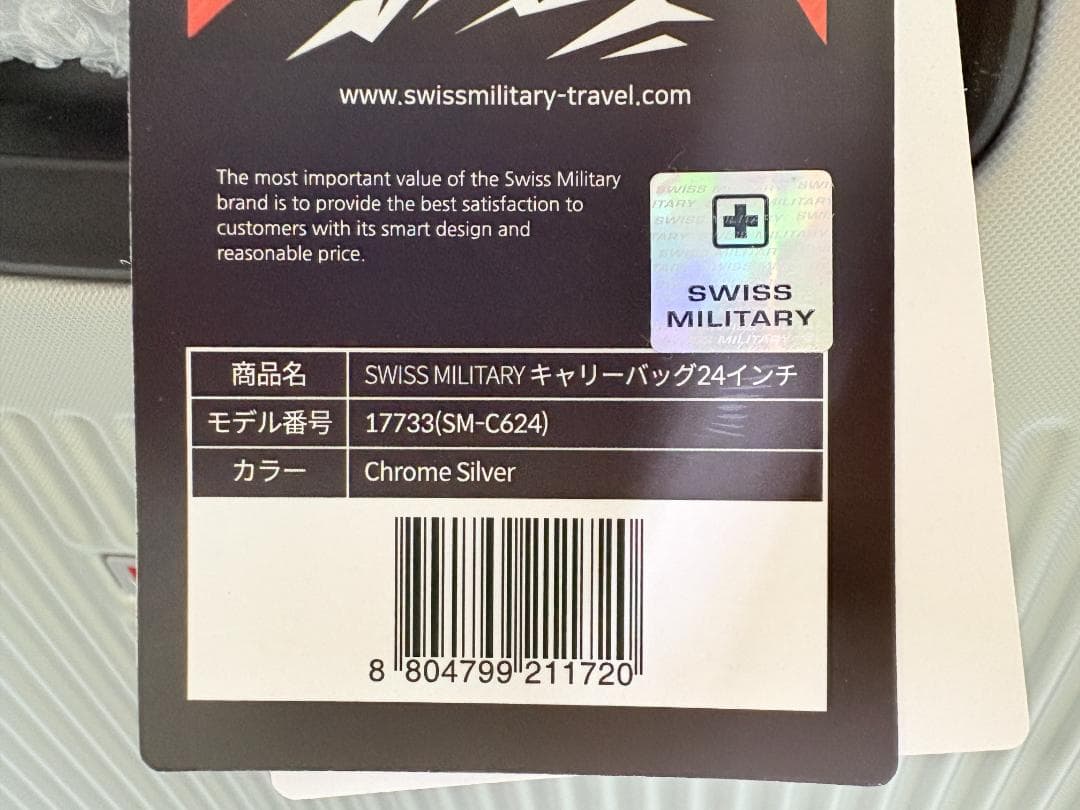 www.swissmilitary-travel.com
The most important value of the Swiss Military
brand is to provide the best satisfaction to
customers with its smart design and
reasonable price.
SWISS
MILITARY
商品名 SWISS MILITARY キャリーバッグ24インチ
モデル番号 17733(SM-C624)
カラー Chrome Silver
8 804799 211720